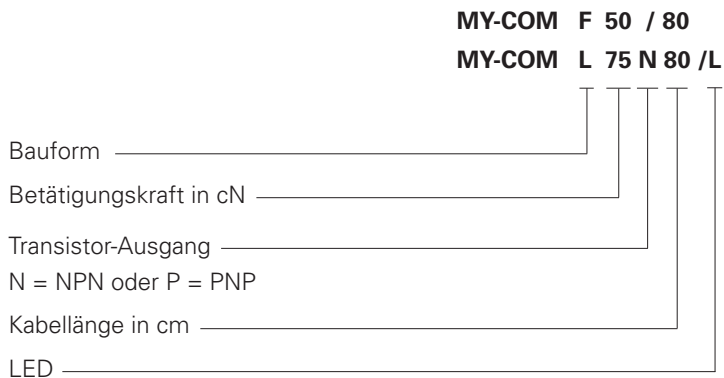 MY-COM F 50 / 80
MY-COM L 75 N 80 /L
Bauform
Betätigungskraft in cN
Transistor-Ausgang
N = NPN oder P = PNP
Kabellänge in cm
LED